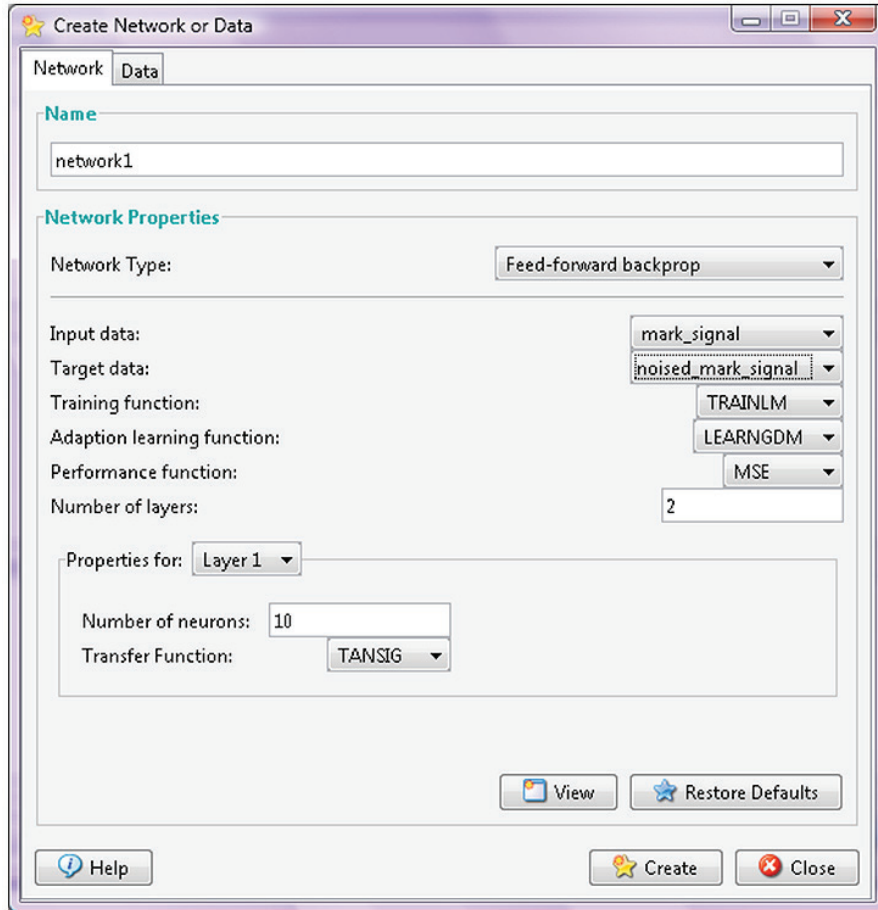 Create Network or Data
Network Data
Name
network1
Network Properties
Network Type: Feed-forward backprop
Input data: mark_signal
Target data: noised_mark_signal
Training function: TRAINLM
Adaption learning function: LEARNGDM
Performance function: MSE
Number of layers: 2
Properties for: Layer 1
Number of neurons: 10
Transfer Function: TANSIG
View Restore Defaults
Help Create Close